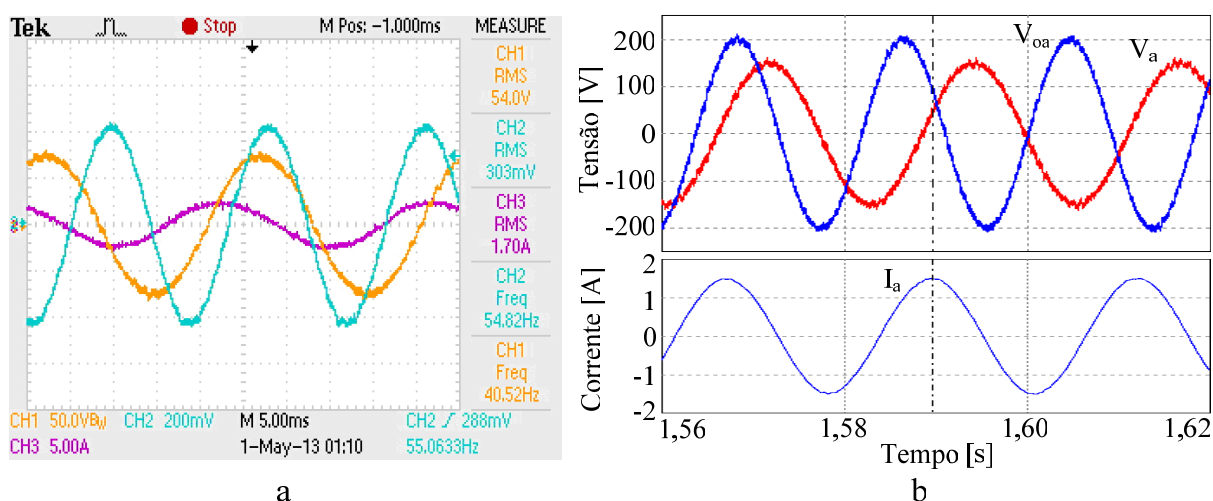 Tek Stop M Pos: -1.000ms MEASURE
CH1
RMS
54.0V
CH2
RMS
303mV
CH3
RMS
1.70A
CH2
Freq
54.82Hz
CH1
Freq
40.52Hz
CH1 50.0VBW CH2 200mV M 5.00ms CH2 288mV
CH3 5.00A 1-May-13 01:10 55.0633Hz
a
Tensão [V]
200
100
0
-100
-200
Voa
Va
Corrente [A]
2
1
0
-1
-2
Ia
1,56 1,58 1,60 1,62
Tempo [s]
b